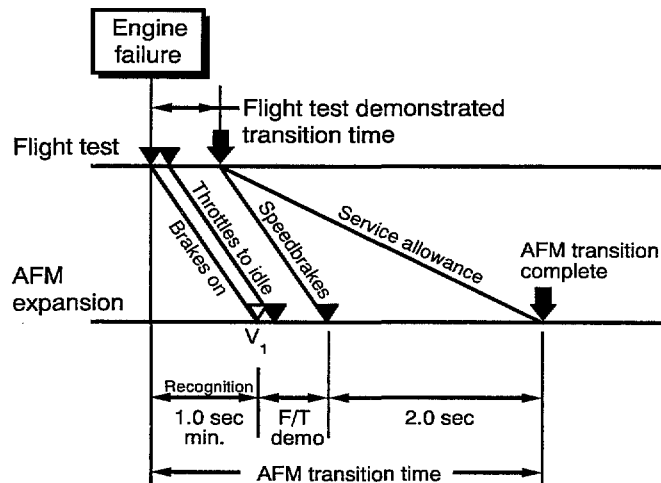 Engine
failure
Flight test demonstrated
transition time
Flight test
Brakes on
Throttles to idle
Speedbrakes
Service allowance
AFM
expansion
AFM transition
complete
V1
Recognition
1.0 sec
min.
F/T
demo
2.0 sec
AFM transition time